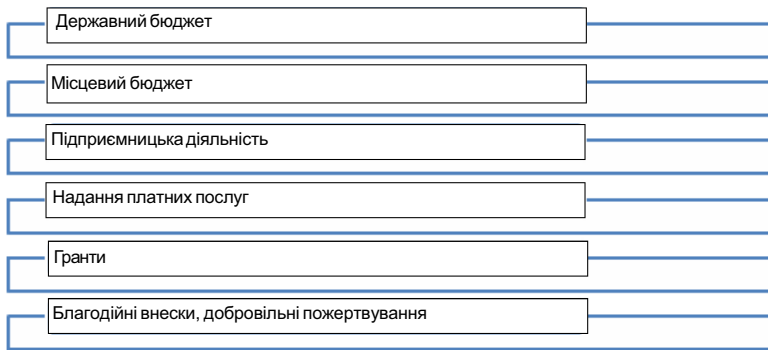 Державний бюджет
Місцевий бюджет
Підприємницька діяльність
Надання платних послуг
Гранти
Благодійні внески, добровільні пожертвування